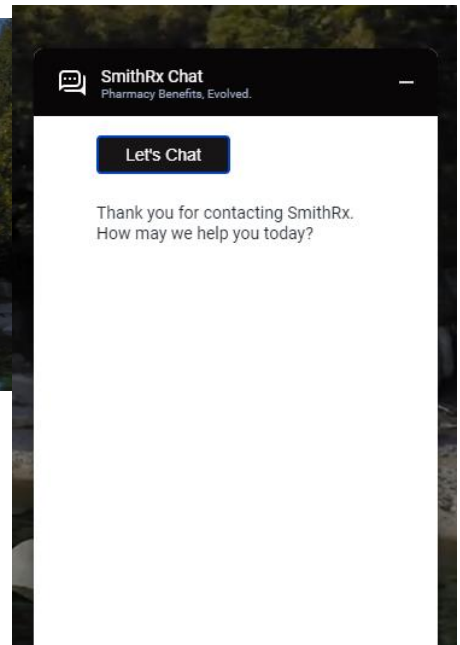 SmithRx Chat
Pharmacy Benefits, Evolved.
Let's Chat
Thank you for contacting SmithRx.
How may we help you today?